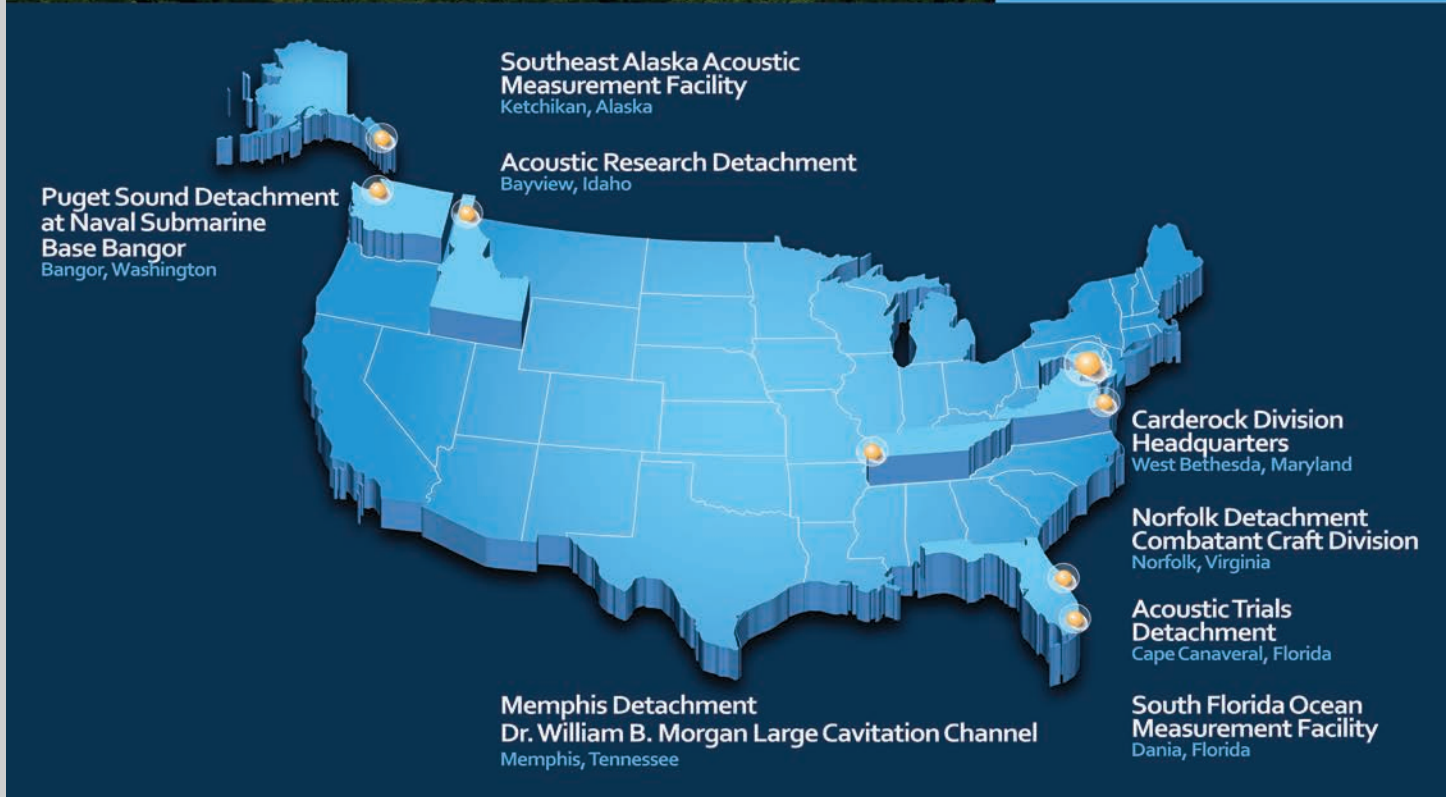 Southeast Alaska Acoustic
Measurement Facility
Ketchikan, Alaska
Acoustic Research Detachment
Bayview, Idaho
Puget Sound Detachment
at Naval Submarine
Base Bangor
Bangor, Washington
Carderock Division
Headquarters
West Bethesda, Maryland
Norfolk Detachment
Combatant Craft Division
Norfolk, Virginia
Acoustic Trials
Detachment
Cape Canaveral, Florida
South Florida Ocean
Measurement Facility
Dania, Florida
Memphis Detachment
Dr. William B. Morgan Large Cavitation Channel
Memphis, Tennessee